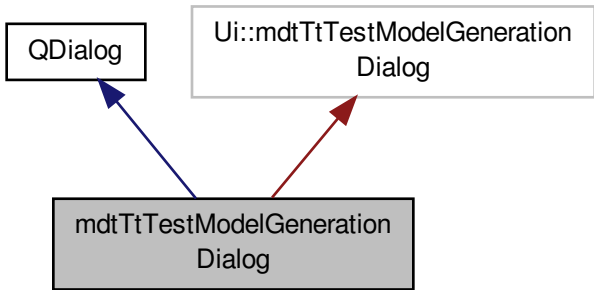 QDialog
Ui::mdtTtTestModelGeneration
Dialog
mdtTtTestModelGeneration
Dialog